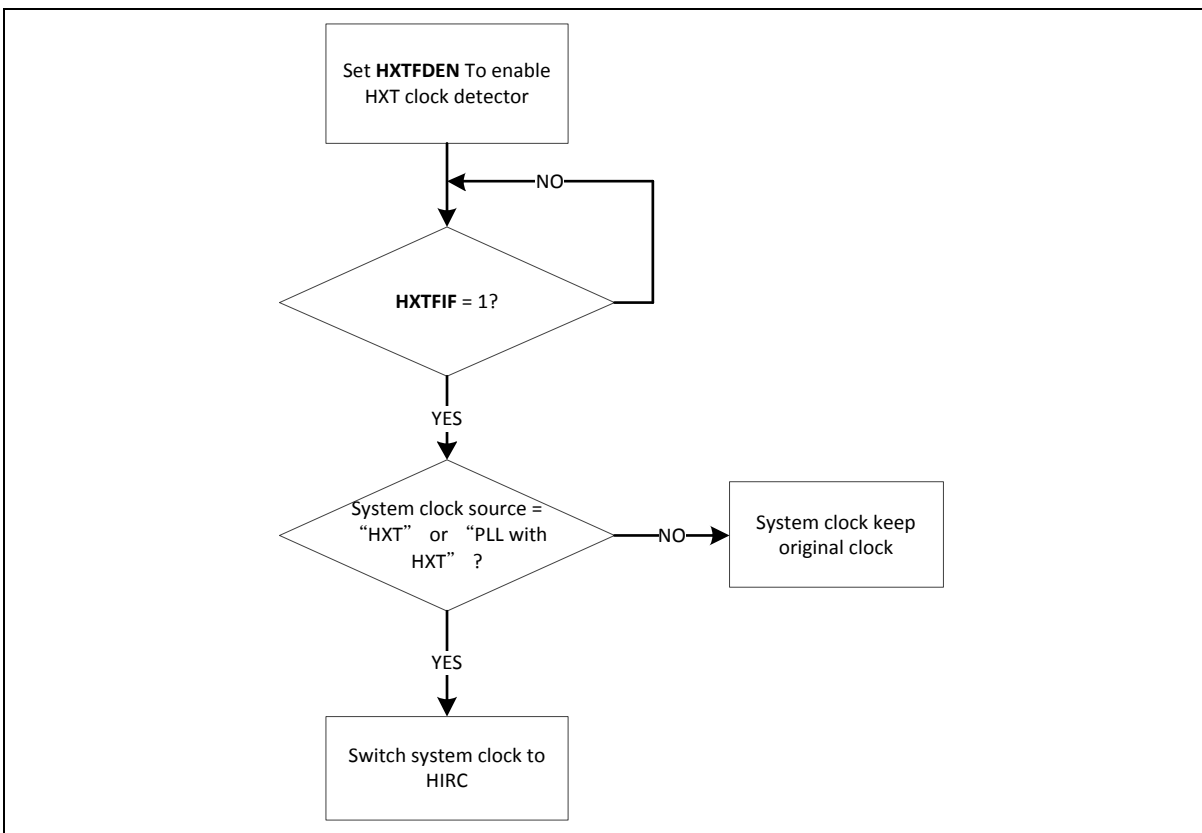 Set HXTFDEN To enable
HXT clock detector
NO
HXTFIF = 1?
YES
System clock source =
“HXT” or “PLL with
HXT” ?
NO
System clock keep
original clock
YES
Switch system clock to
HIRC